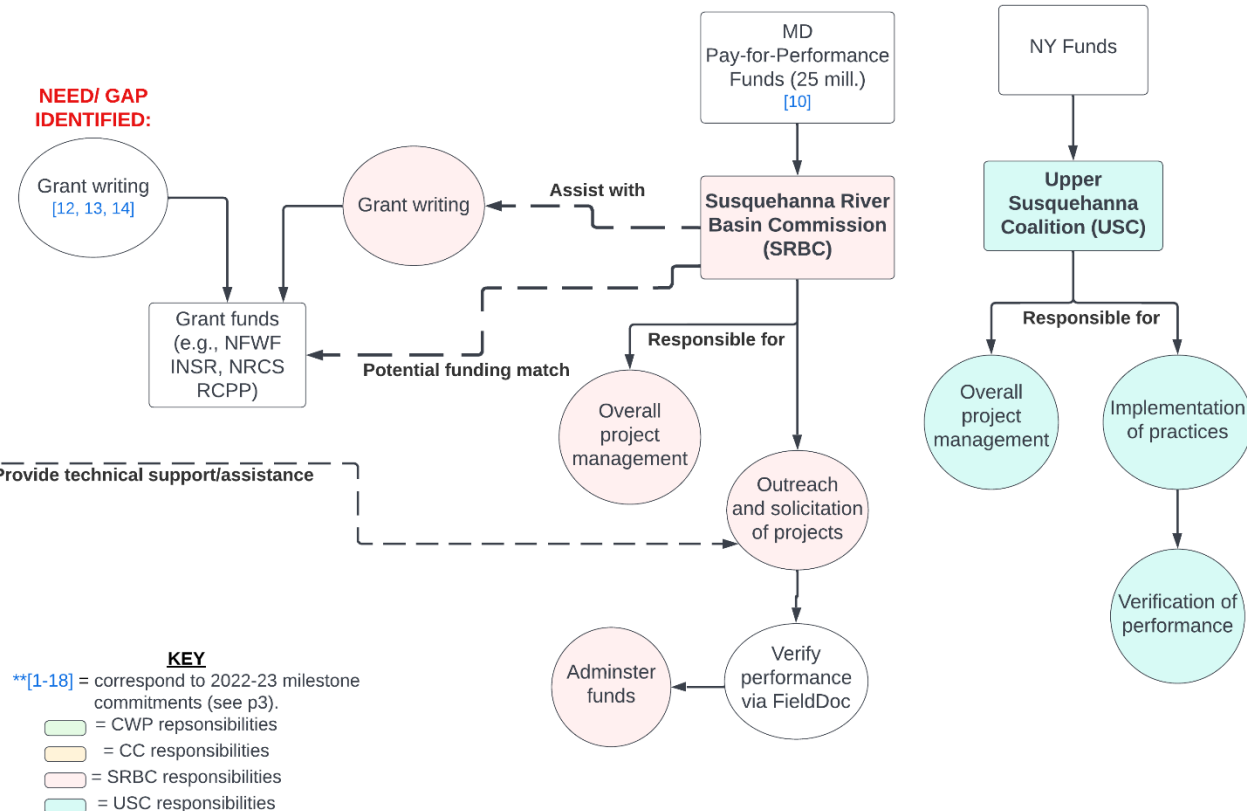 MD
Pay-for-Performance
Funds (25 mill.)
[10]
NY Funds
NEED/ GAP
IDENTIFIED:
Grant writing
[12, 13, 14]
Grant writing
Assist with
Susquehanna River
Basin Commission
(SRBC)
Upper
Susquehanna
Coalition (USC)
Grant funds
(e.g., NFWF
INSR, NRCS
RCPP)
Potential funding match
Responsible for
Responsible for
Overall
project
management
Overall
project
management
Implementation
of practices
Provide technical support/assistance
Outreach
and solicitation
of projects
Verification of
performance
Adminster
funds
Verify
performance
via FieldDoc
KEY
**[1-18] = correspond to 2022-23 milestone
commitments (see p3).
= CWP repsonsibilities
= CC responsibilities
= SRBC responsibilities
= USC responsibilities